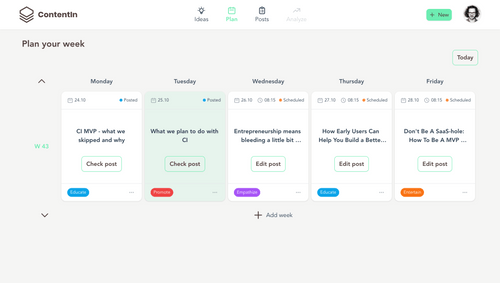 ContentIn
Ideas
Plan
Posts
Analyze
+ New
Plan your week
Today
Monday
Tuesday
Wednesday
Thursday
Friday
W 43
24.10 Posted
CI MVP - what we
skipped and why
Check post
Educate
25.10 Posted
What we plan to do with
CI
Check post
Promote
26.10 08:15 Scheduled
Entrepreneurship means
bleeding a little bit ...
Edit post
Empathize
27.10 08:15 Scheduled
How Early Users Can
Help You Build a Bette...
Edit post
Educate
28.10 08:15 Scheduled
Don't Be A SaaS-hole:
How To Be A MVP ...
Edit post
Entertain
+ Add week